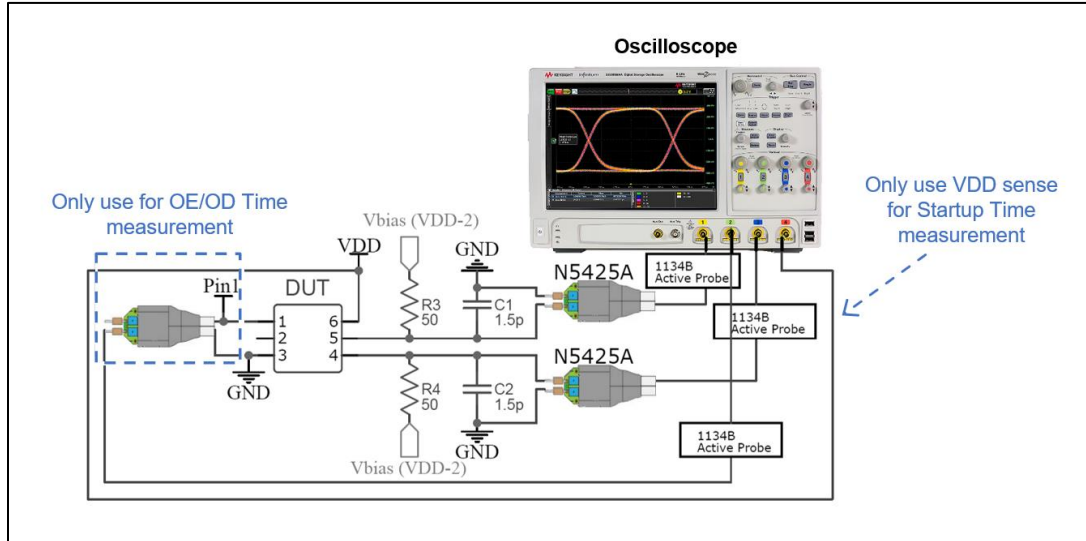 Oscilloscope
KEYSIGHT
Only use for OE/OD Time
measurement
Only use VDD sense
for Startup Time
measurement
Vbias (VDD-2)
VDD
GND
N5425A
1134B
Active Probe
Pin1
DUT
R3
50
C1
1.5p
1134B
Active Probe
1
2
3
6
5
4
N5425A
GND
R4
50
C2
1.5p
1134B
Active Probe
GND
Vbias (VDD-2)